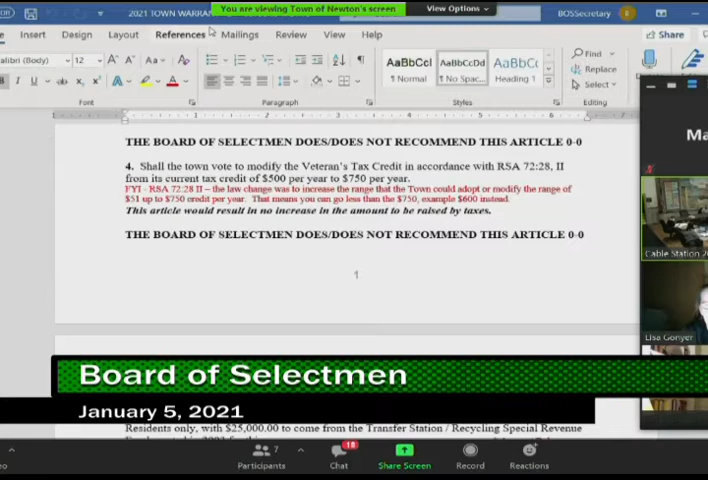 2021 TOWN WARRAN
You are viewing Town of Newton's screen
View Options
BOSSecretary
Insert Design Layout References Mailings Review View Help
Share
alibri (Body) 12 A A Aa
AaBbCcI AaBbCcDd AaBbCc
Normal No Spac... Heading 1
Find
Replace
Select
Font Paragraph Styles Editing
THE BOARD OF SELECTMEN DOES/DOES NOT RECOMMEND THIS ARTICLE 0-0
4. Shall the town vote to modify the Veteran's Tax Credit in accordance with RSA 72:28, II
from its current tax credit of $500 per year to $750 per year.
FYI - RSA 72:28 II – the law change was to increase the range that the Town could adopt or modify the range of
$51 up to $750 credit per year. That means you can go less than the $750, example $600 instead.
This article would result in no increase in the amount to be raised by taxes.
THE BOARD OF SELECTMEN DOES/DOES NOT RECOMMEND THIS ARTICLE 0-0
1
Ma
Cable Station 2
Lisa Gonyer
Board of Selectmen
January 5, 2021
Residents only, with $25,000.00 to come from the Transfer Station / Recycling Special Revenue
7
18
Participants Chat Share Screen Record Reactions